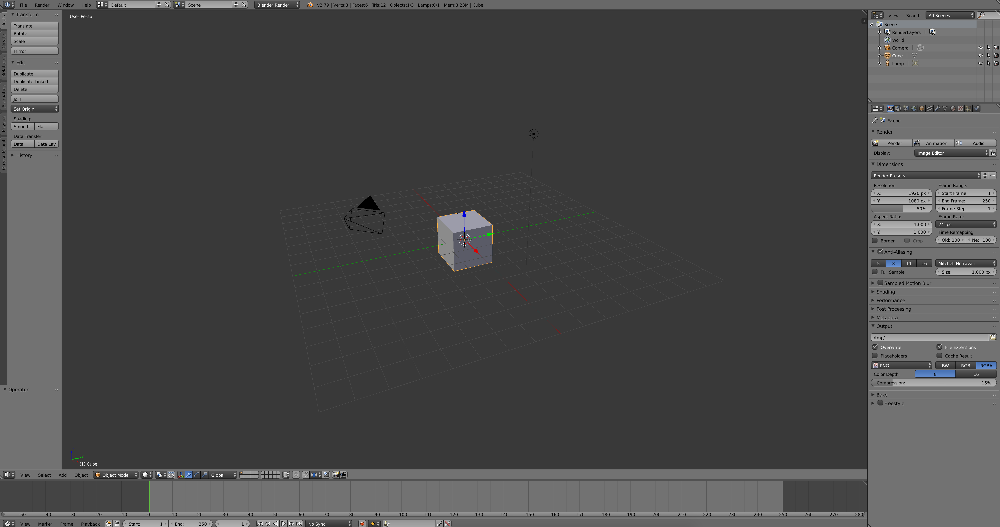 File Render Window Help Default Scene Blender Render v2.79 | Verts:8 | Faces:6 | Tris:12 | Objects:1/3 | Lamps:0/1 | Mem:8.23M | Cube
Tools
Create
Relations
Animation
Physics
Grease Pencil
Transform
Translate
Rotate
Scale
Mirror
Edit
Duplicate
Duplicate Linked
Delete
Join
Set Origin
Shading:
Smooth Flat
Data Transfer:
Data Data Lay
History
Operator
User Persp
z
y
x
(1) Cube
View Select Add Object Object Mode Global
-50 -40 -30 -20 -10 0 10 20 30 40 50 60 70 80 90 100 110 120 130 140 150 160 170 180 190 200 210 220 230 240 250 260 270 280
View Marker Frame Playback Start: 1 End: 250 1 No Sync
View Search All Scenes
Scene
RenderLayers |
World
Camera |
Cube |
Lamp |
Scene
Render
Render Animation Audio
Display: Image Editor
Dimensions
Render Presets
Resolution: Frame Range:
X: 1920 px Start Frame: 1
Y: 1080 px End Frame: 250
50% Frame Step: 1
Aspect Ratio: Frame Rate:
X: 1.000 24 fps
Y: 1.000 Time Remapping:
Border Crop Old: 100 Ne: 100
Anti-Aliasing
5 8 11 16 Mitchell-Netravali
Full Sample Size: 1.000 px
Sampled Motion Blur
Shading
Performance
Post Processing
Metadata
Output
/tmp/
Overwrite File Extensions
Placeholders Cache Result
PNG BW RGB RGBA
Color Depth: 8 16
Compression: 15%
Bake
Freestyle